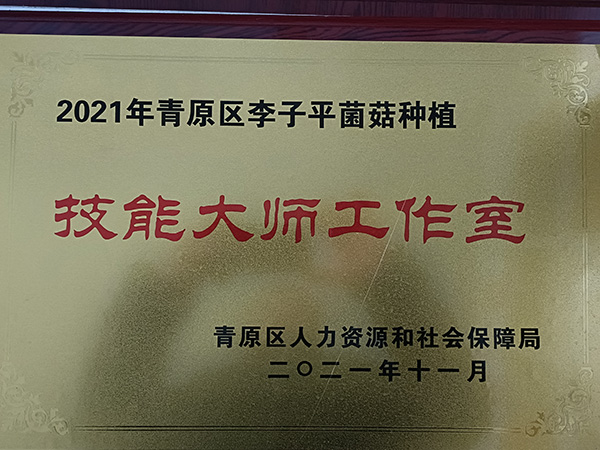 2021年青原区李子平菌菇种植
技能大师工作室
青原区人力资源和社会保障局
二〇二一年十一月